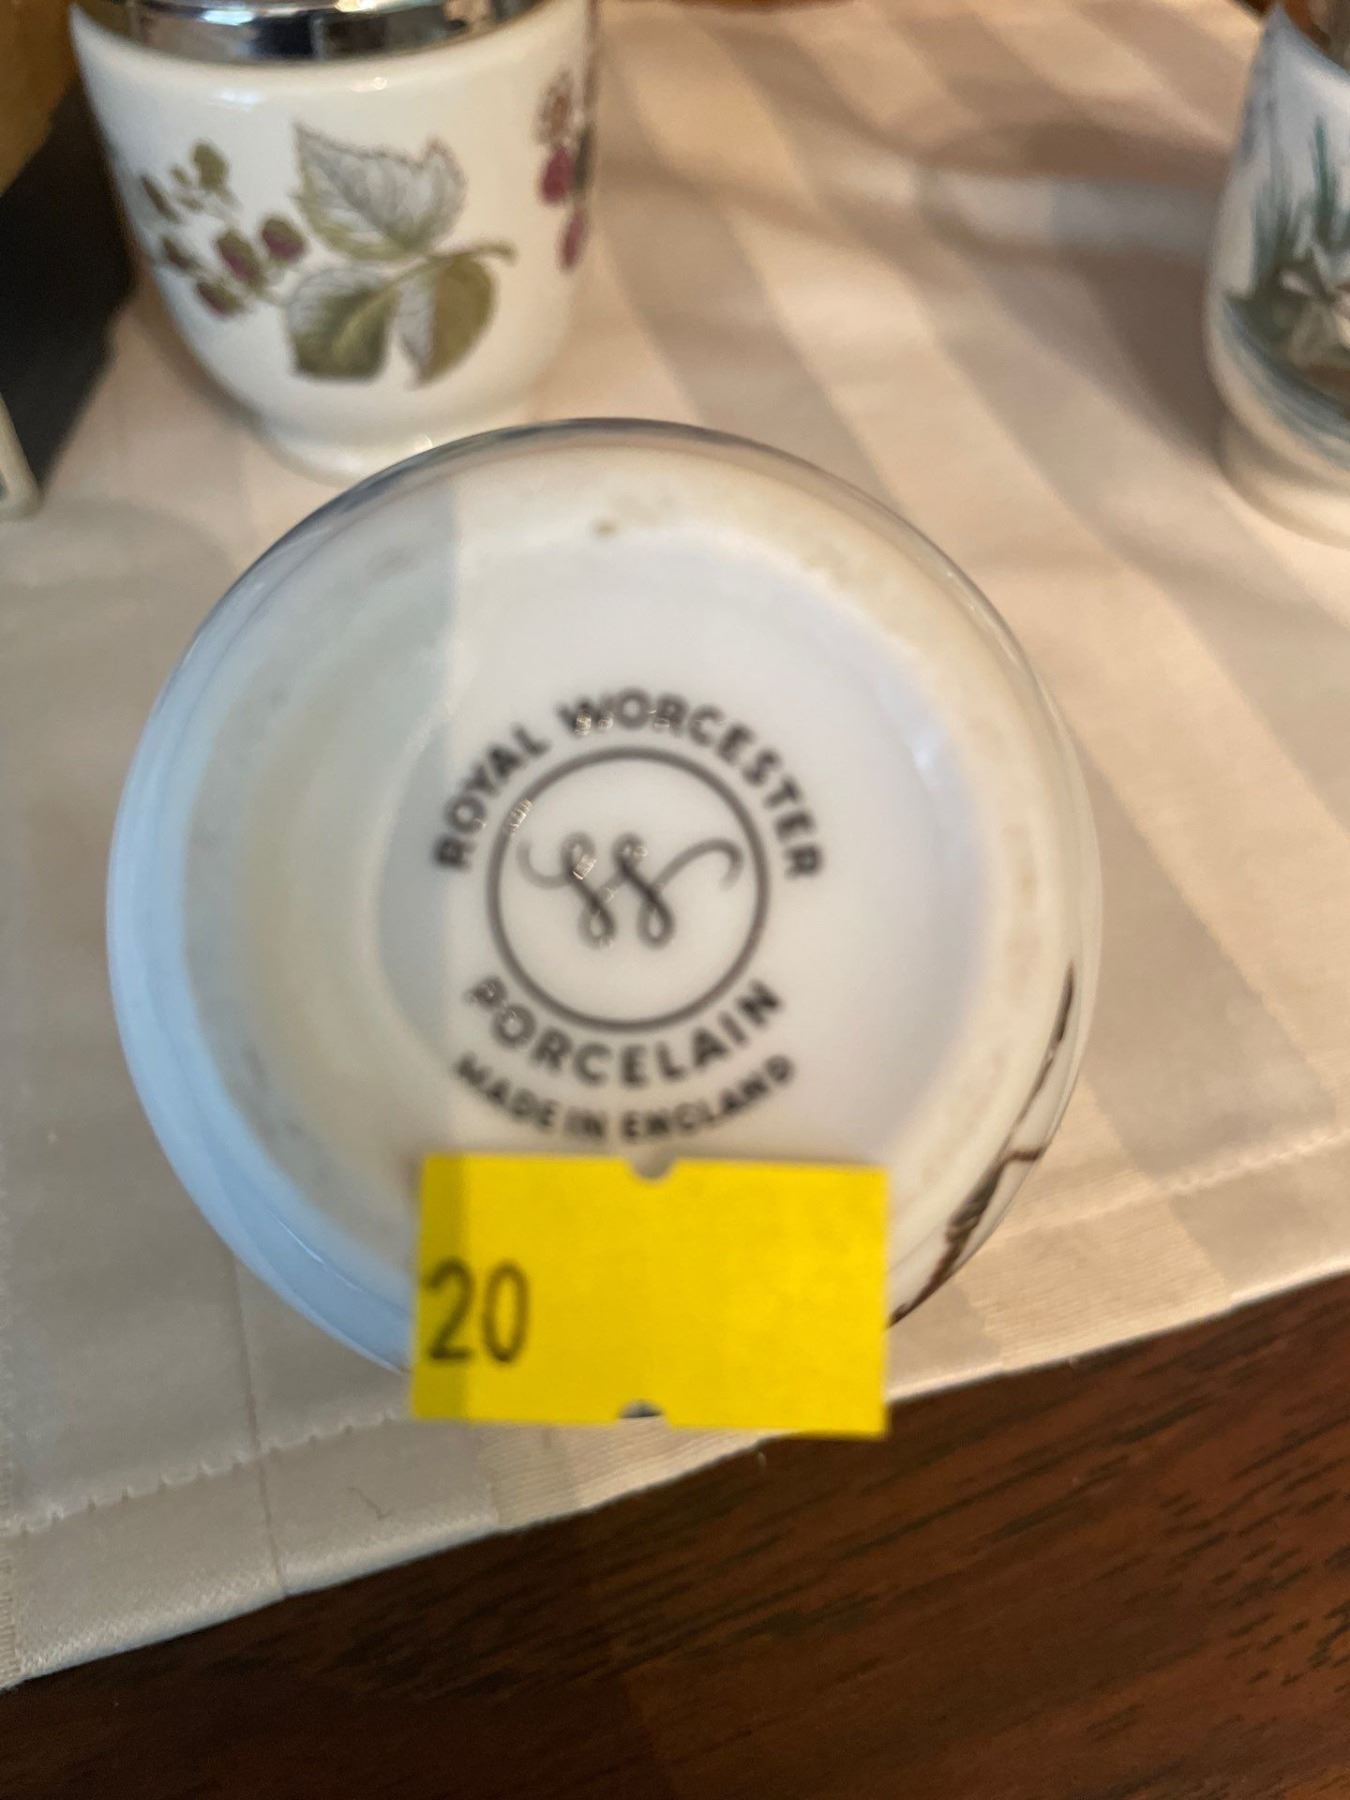 ROYAL WORCESTER
W
PORCELAIN
MADE IN ENGLAND
20